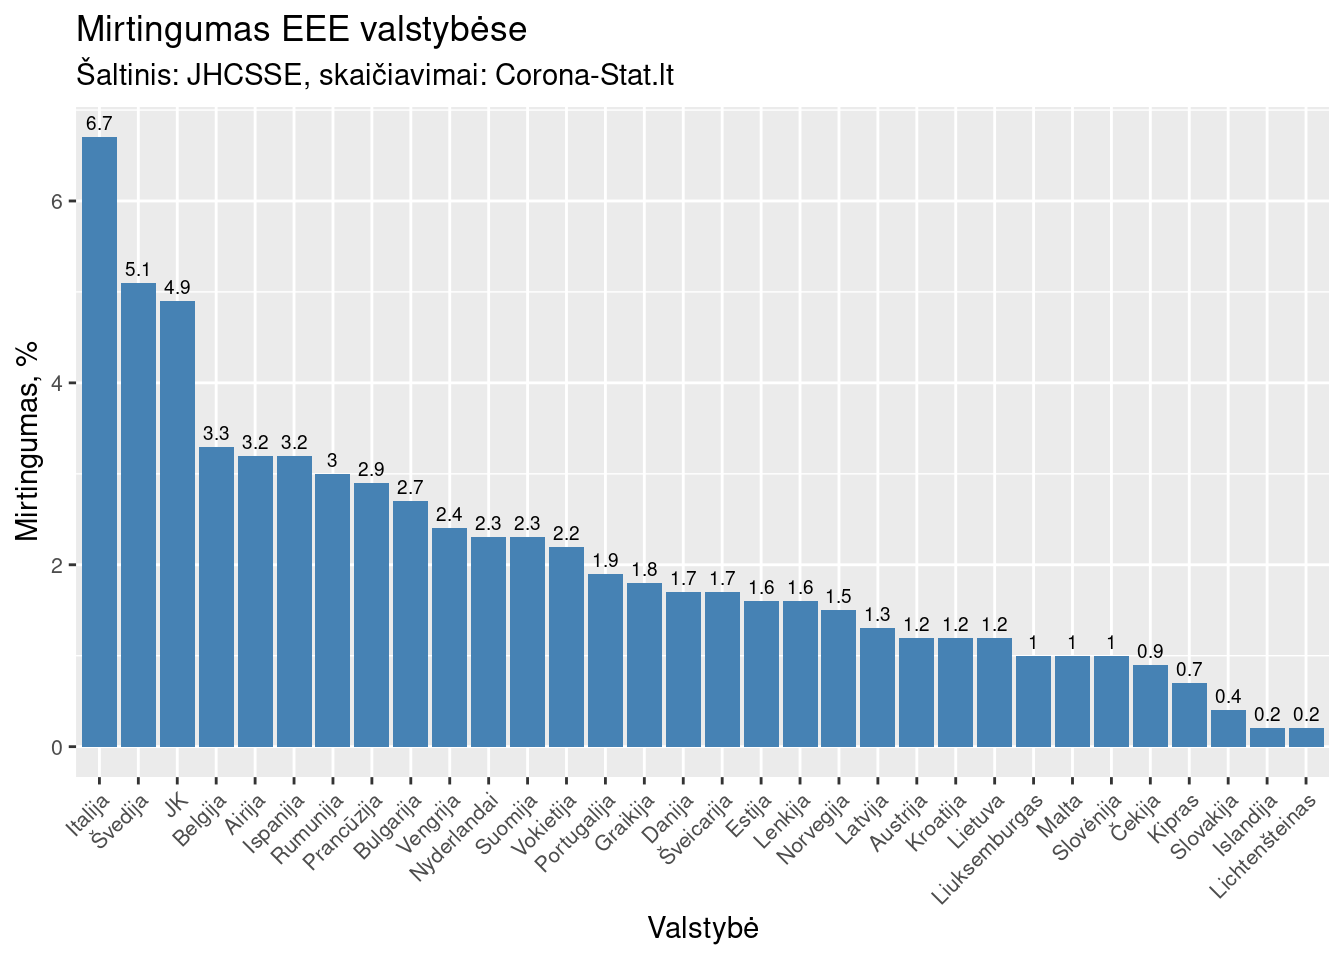 Mirtingumas EEE valstybėse
Šaltinis: JHCSSE, skaičiavimai: Corona-Stat.lt
Mirtingumas, %
6
4
2
0
6.7
5.1
4.9
3.3
3.2
3.2
3
2.9
2.7
2.4
2.3
2.3
2.2
1.9
1.8
1.7
1.7
1.6
1.6
1.5
1.3
1.2
1.2
1.2
1
1
1
0.9
0.7
0.4
0.2
0.2
Italija
Švedija
JK
Belgija
Airija
Ispanija
Rumunija
Prancūzija
Bulgarija
Vengrija
Nyderlandai
Suomija
Vokietija
Portugalija
Graikija
Danija
Šveicarija
Estija
Lenkija
Norvegija
Latvija
Austrija
Kroatija
Lietuva
Liuksemburgas
Malta
Slovėnija
Čekija
Kipras
Slovakija
Islandija
Lichtenšteinas
Valstybė